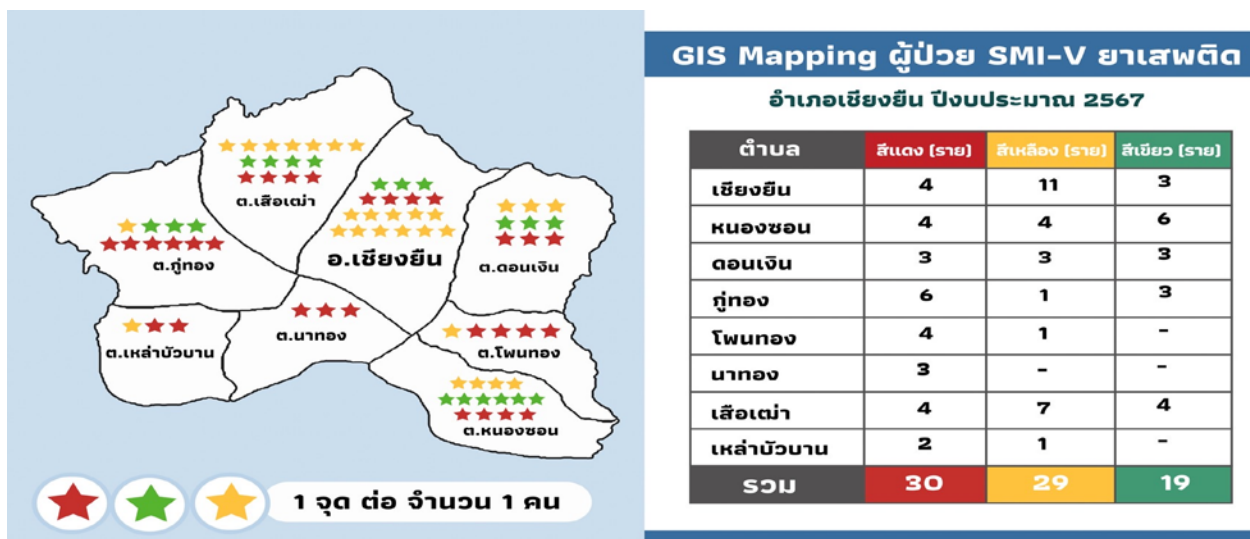 ต.เสือเฒ่า
ต.กู่ทอง
อ.เชียงยืน
ต.ดอนเงิน
ต.เหล่าบัวบาน
ต.นาทอง
ต.โพนทอง
ต.หนองซอน
1 จุด ต่อ จำนวน 1 คน
GIS Mapping ผู้ป่วย SMI-V ยาเสพติด
อำเภอเชียงยืน ปีงบประมาณ 2567
ตำบล สีแดง (ราย) สีเหลือง (ราย) สีเขียว (ราย)
เชียงยืน 4 11 3
หนองซอน 4 4 6
ดอนเงิน 3 3 3
กู่ทอง 6 1 3
โพนทอง 4 1 -
นาทอง 3 - -
เสือเฒ่า 4 7 4
เหล่าบัวบาน 2 1 -
รวม 30 29 19